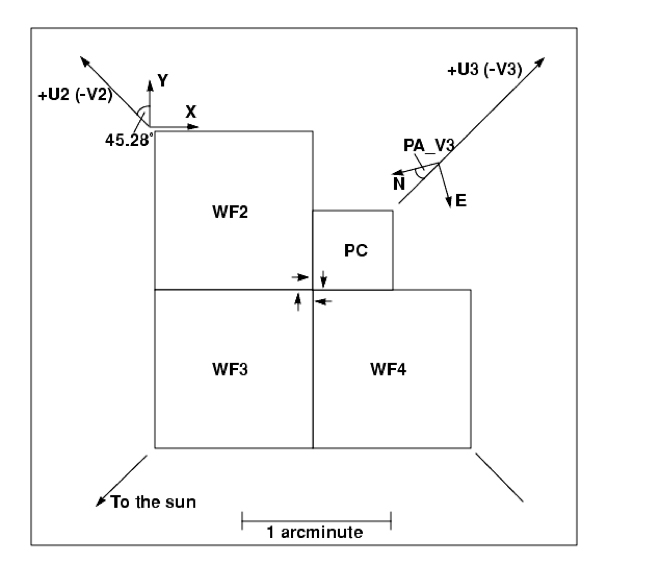 +U3 (-V3)
Y
+U2 (-V2)
X
45.28°
PA_V3
N
E
WF2
PC
WF3
WF4
To the sun
1 arcminute